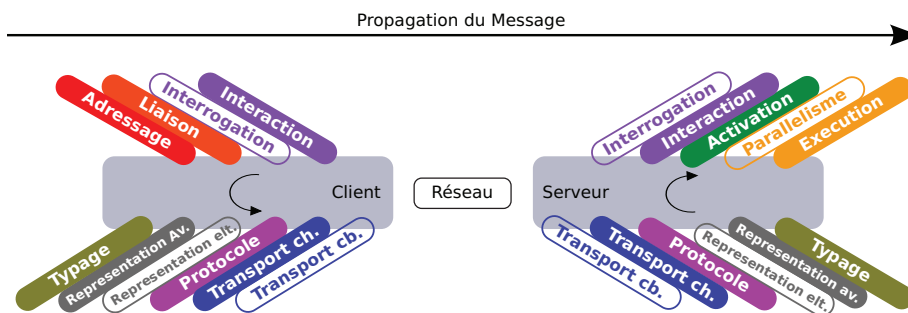 Propagation du Message
Adressage
Liaison
Interrogation
Interaction
Interrogation
Interaction
Activation
Parallelisme
Execution
Client
Réseau
Serveur
Typage
Representation Av.
Representation elt.
Protocole
Transport ch.
Transport cb.
Transport cb.
Transport ch.
Protocole
Representation elt.
Representation av.
Typage